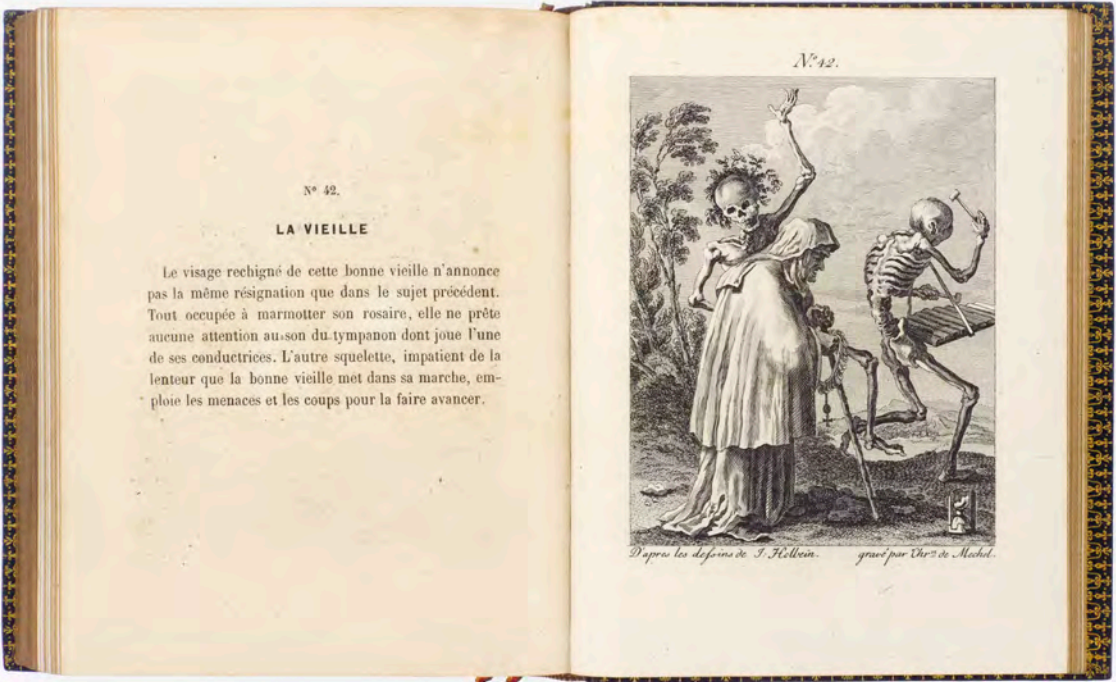 Nº 42.
LA VIEILLE
Le visage rechigné de cette bonne vieille n'annonce
pas la même résignation que dans le sujet précédent.
Tout occupée à marmotter son rosaire, elle ne prête
aucune attention au son du tympanon dont joue l'une
de ses conductrices. L'autre squelette, impatient de la
lenteur que la bonne vieille met dans sa marche, em-
ploie les menaces et les coups pour la faire avancer.
Nº 42.
D'apres les desseins de J. Holbein. gravé par Chr.n de Mechel.